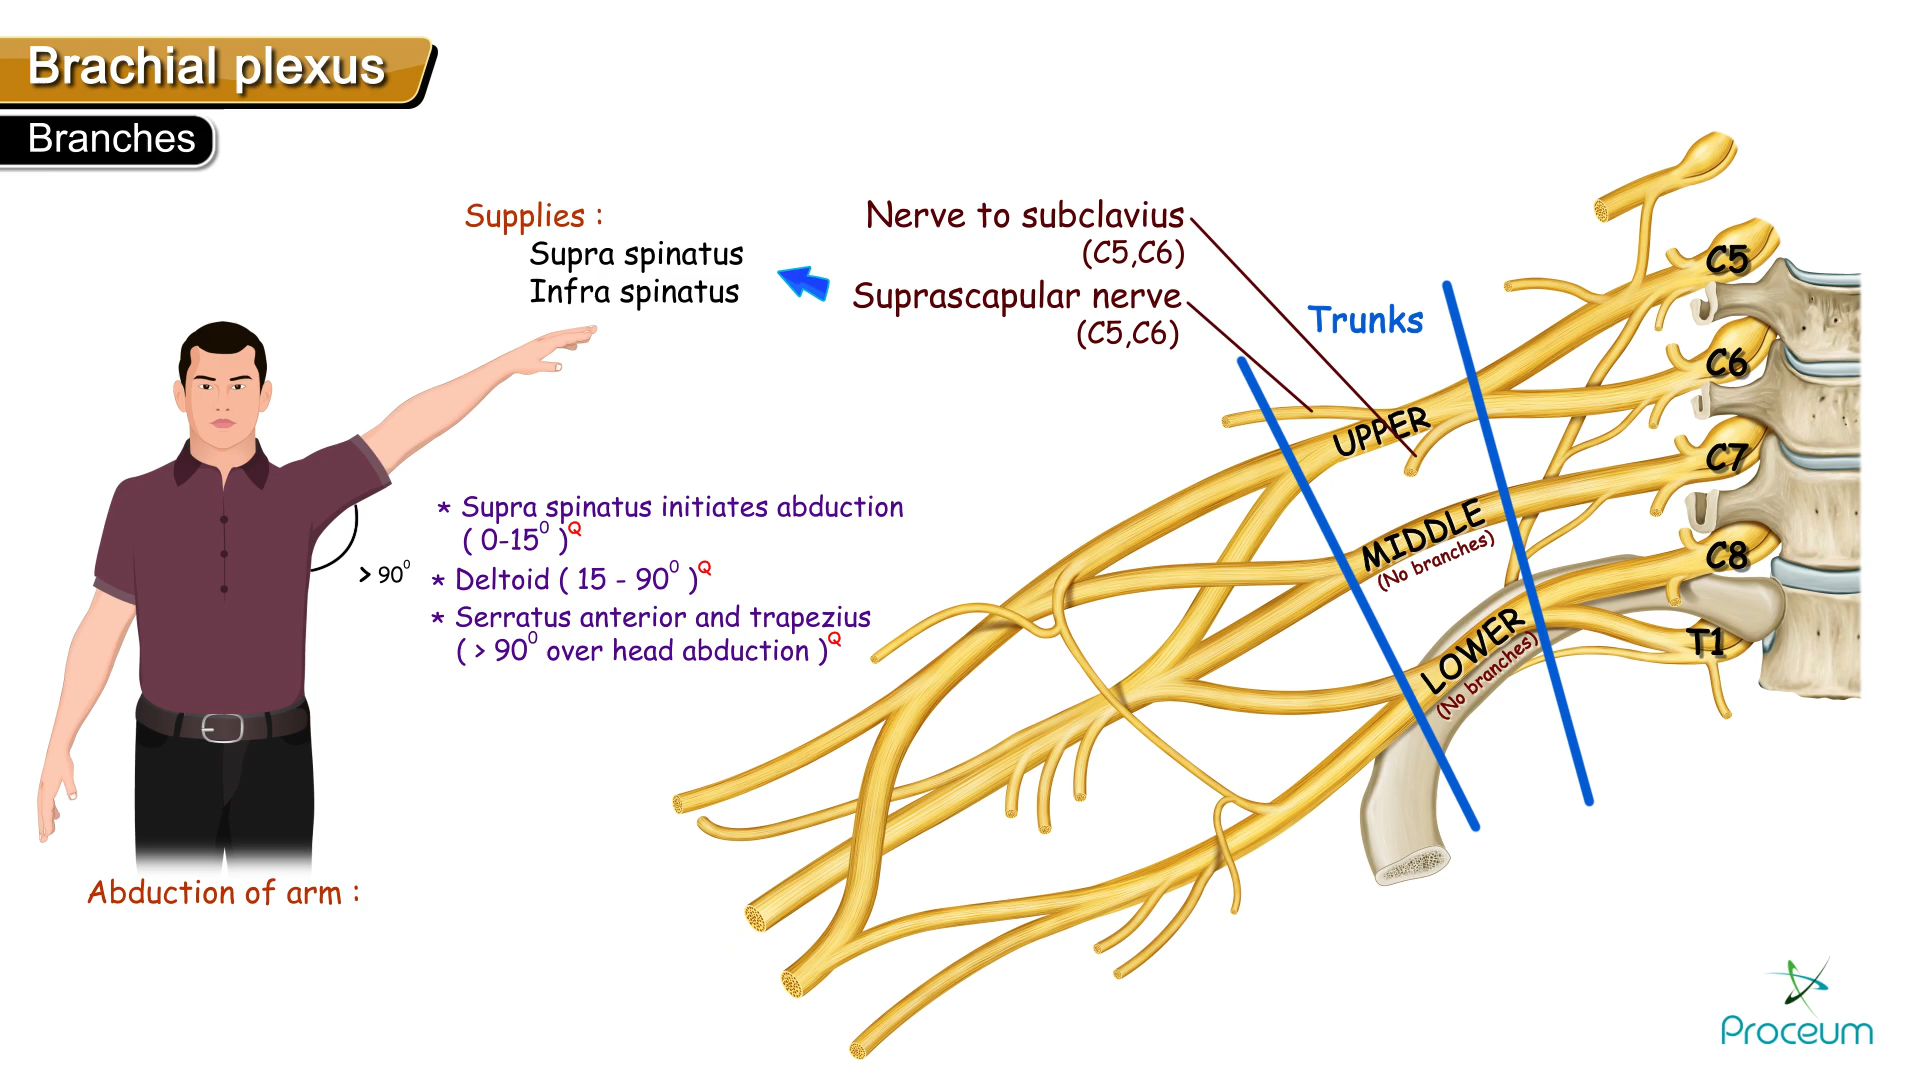 Brachial plexus
Branches
Supplies :
Supra spinatus
Infra spinatus
Nerve to subclavius
(C5,C6)
Suprascapular nerve
(C5,C6)
Trunks
C5
C6
C7
C8
T1
UPPER
MIDDLE
(No branches)
LOWER
(No branches)
> 90⁰
* Supra spinatus initiates abduction
( 0-15⁰ )Q
* Deltoid ( 15 - 90⁰ )Q
* Serratus anterior and trapezius
( > 90⁰ over head abduction )Q
Abduction of arm :
Proceum